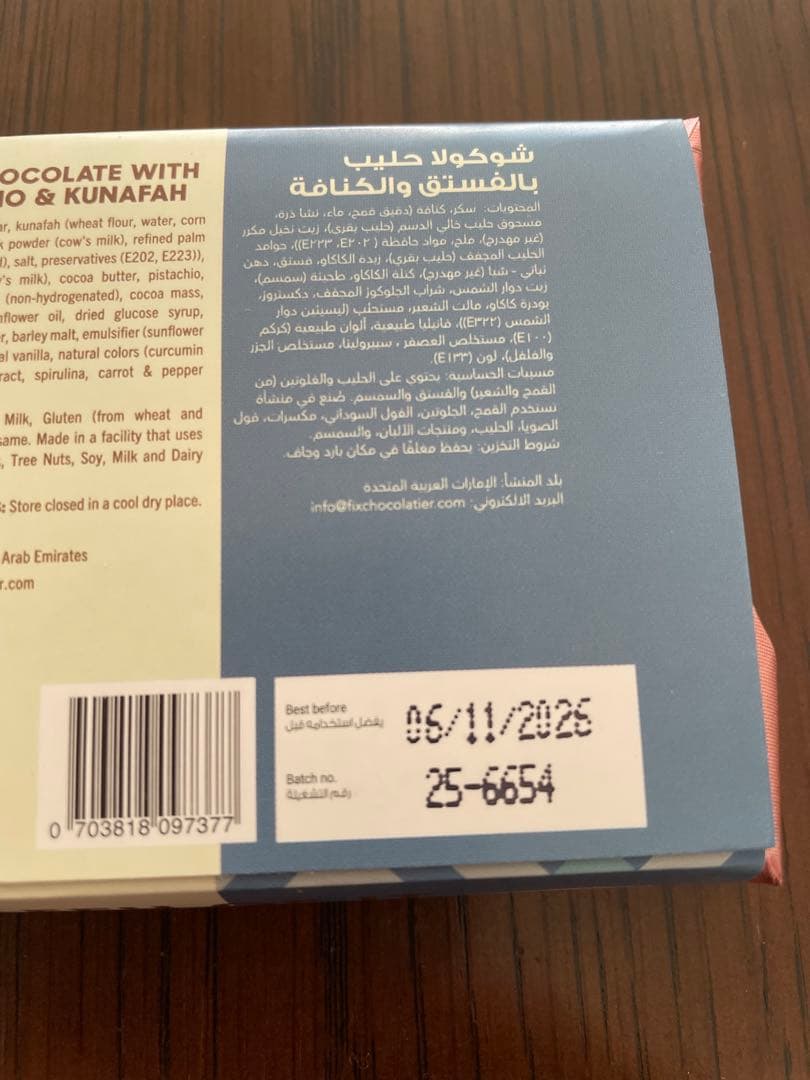 OCOLATE WITH
IO & KUNAFAH
ar, kunafah (wheat flour, water, corn
k powder (cow's milk), refined palm
l), salt, preservatives (E202, E223)),
's milk), cocoa butter, pistachio,
(non-hydrogenated), cocoa mass,
nflower oil, dried glucose syrup,
r, barley malt, emulsifier (sunflower
al vanilla, natural colors (curcumin
ract, spirulina, carrot & pepper
Milk, Gluten (from wheat and
same. Made in a facility that uses
, Tree Nuts, Soy, Milk and Dairy
: Store closed in a cool dry place.
Arab Emirates
r.com
شوكولا حليب
بالفستق والكنافة
المحتويات: سكر، كنافة (دقيق قمح، ماء، نشا ذرة،
مسحوق حليب خالي الدسم (حليب بقري)، زيت نخيل مكرر
(غير مهدرج)، ملح، مواد حافظة (E٢٠٢، E٢٢٣))، جوامد
الحليب المجفف (حليب بقري)، زبدة الكاكاو، فستق، دهن
نباتي - شيا (غير مهدرج)، كتلة الكاكاو، طحينة (سمسم)،
زيت دوار الشمس، شراب الجلوكوز المجفف، دكستروز،
بودرة كاكاو، مالت الشعير، مستحلب (ليسيثين دوار
الشمس (E٣٢٢))، فانيليا طبيعية، ألوان طبيعية (كركم
(E١٠٠)، مستخلص العصفر ، سبيرولينا، مستخلص الجزر
والفلفل)، لون (E١٣٣).
مسببات الحساسية: يحتوي على الحليب والغلوتين (من
القمح والشعير) والفستق والسمسم. صُنع في منشأة
تستخدم القمح، الجلوتين، الفول السوداني، مكسرات، فول
الصويا، الحليب، ومنتجات الألبان، والسمسم.
شروط التخزين: يحفظ مغلقًا في مكان بارد وجاف.
بلد المنشأ: الإمارات العربية المتحدة
البريد الالكتروني: info@fixchocolatier.com
0 703818 097377
Best before
يفضل استخدامه قبل
06/11/2026
Batch no.
رقم التشغيلة
25-6654